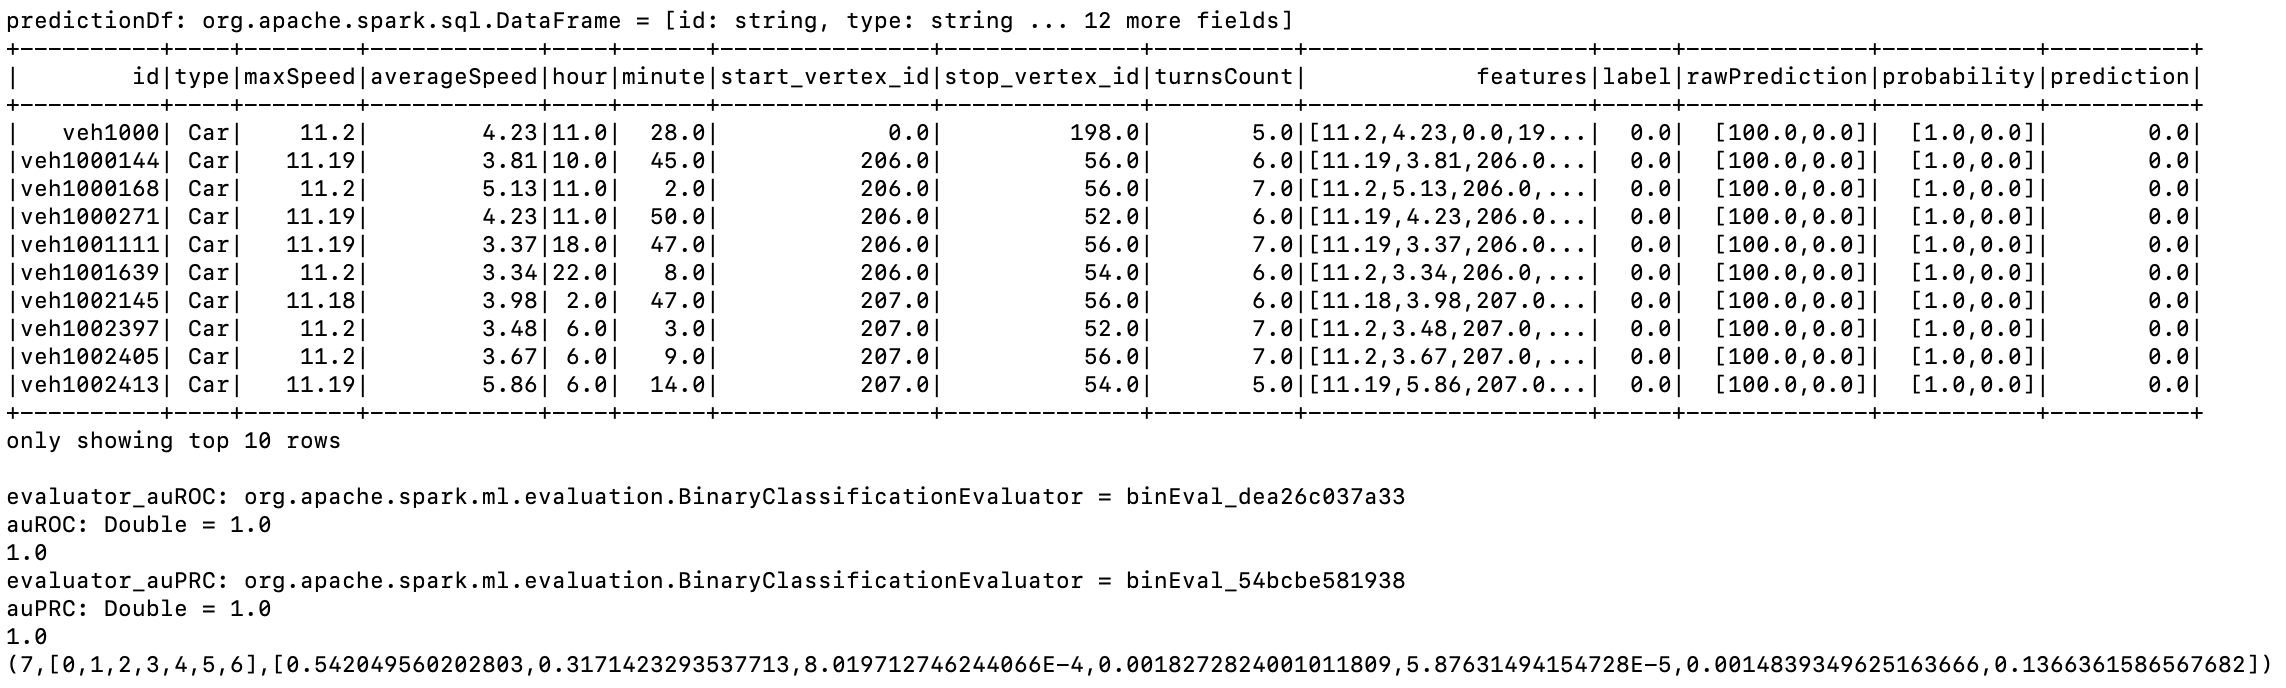 predictionDf: org.apache.spark.sql.DataFrame = [id: string, type: string ... 12 more fields]
+----------+----+--------+------------+----+------+---------------+--------------+----------+--------------------+-----+-------------+-----------+----------+
|        id|type|maxSpeed|averageSpeed|hour|minute|start_vertex_id|stop_vertex_id|turnsCount|            features|label|rawPrediction|probability|prediction|
+----------+----+--------+------------+----+------+---------------+--------------+----------+--------------------+-----+-------------+-----------+----------+
|   veh1000| Car|    11.2|        4.23|11.0|  28.0|            0.0|         198.0|       5.0|[11.2,4.23,0.0,19...|  0.0|  [100.0,0.0]|  [1.0,0.0]|       0.0|
|veh1000144| Car|   11.19|        3.81|10.0|  45.0|          206.0|          56.0|       6.0|[11.19,3.81,206.0...|  0.0|  [100.0,0.0]|  [1.0,0.0]|       0.0|
|veh1000168| Car|    11.2|        5.13|11.0|   2.0|          206.0|          56.0|       7.0|[11.2,5.13,206.0,...|  0.0|  [100.0,0.0]|  [1.0,0.0]|       0.0|
|veh1000271| Car|   11.19|        4.23|11.0|  50.0|          206.0|          52.0|       6.0|[11.19,4.23,206.0...|  0.0|  [100.0,0.0]|  [1.0,0.0]|       0.0|
|veh1001111| Car|   11.19|        3.37|18.0|  47.0|          206.0|          56.0|       7.0|[11.19,3.37,206.0...|  0.0|  [100.0,0.0]|  [1.0,0.0]|       0.0|
|veh1001639| Car|    11.2|        3.34|22.0|   8.0|          206.0|          54.0|       6.0|[11.2,3.34,206.0,...|  0.0|  [100.0,0.0]|  [1.0,0.0]|       0.0|
|veh1002145| Car|   11.18|        3.98| 2.0|  47.0|          207.0|          56.0|       6.0|[11.18,3.98,207.0...|  0.0|  [100.0,0.0]|  [1.0,0.0]|       0.0|
|veh1002397| Car|    11.2|        3.48| 6.0|   3.0|          207.0|          52.0|       7.0|[11.2,3.48,207.0,...|  0.0|  [100.0,0.0]|  [1.0,0.0]|       0.0|
|veh1002405| Car|    11.2|        3.67| 6.0|   9.0|          207.0|          56.0|       7.0|[11.2,3.67,207.0,...|  0.0|  [100.0,0.0]|  [1.0,0.0]|       0.0|
|veh1002413| Car|   11.19|        5.86| 6.0|  14.0|          207.0|          54.0|       5.0|[11.19,5.86,207.0...|  0.0|  [100.0,0.0]|  [1.0,0.0]|       0.0|
+----------+----+--------+------------+----+------+---------------+--------------+----------+--------------------+-----+-------------+-----------+----------+
only showing top 10 rows

evaluator_auROC: org.apache.spark.ml.evaluation.BinaryClassificationEvaluator = binEval_dea26c037a33
auROC: Double = 1.0
1.0
evaluator_auPRC: org.apache.spark.ml.evaluation.BinaryClassificationEvaluator = binEval_54bcbe581938
auPRC: Double = 1.0
1.0
(7,[0,1,2,3,4,5,6],[0.542049560202803,0.3171423293537713,8.019712746244066E-4,0.0018272824001011809,5.87631494154728E-5,0.0014839349625163666,0.1366361586567682])